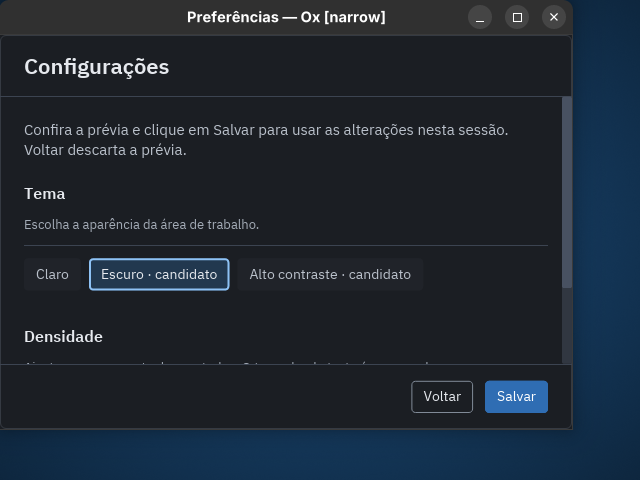 Preferências — Ox [narrow]
Configurações
Confira a prévia e clique em Salvar para usar as alterações nesta sessão.
Voltar descarta a prévia.
Tema
Escolha a aparência da área de trabalho.
Claro
Escuro · candidato
Alto contraste · candidato
Densidade
Voltar
Salvar